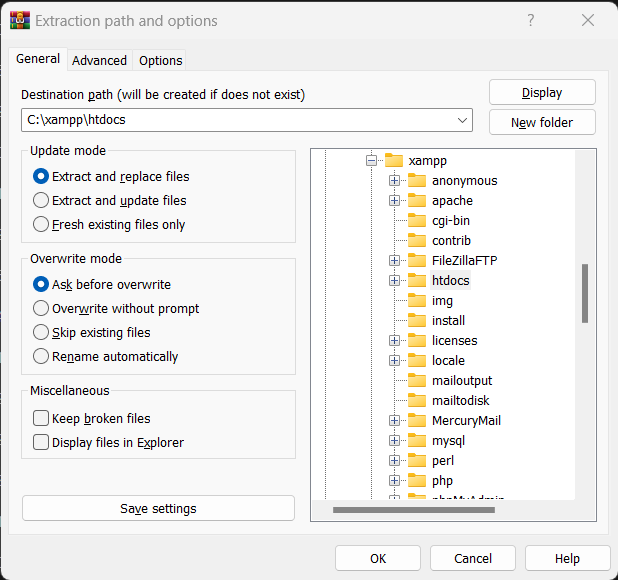 Extraction path and options
?
General
Advanced
Options
Destination path (will be created if does not exist)
Display
C:\xampp\htdocs
New folder
Update mode
Extract and replace files
Extract and update files
Fresh existing files only
Overwrite mode
Ask before overwrite
Overwrite without prompt
Skip existing files
Rename automatically
Miscellaneous
Keep broken files
Display files in Explorer
Save settings
xampp
anonymous
apache
cgi-bin
contrib
FileZillaFTP
htdocs
img
install
licenses
locale
mailoutput
mailtodisk
MercuryMail
mysql
perl
php
phpMyAdmin
OK
Cancel
Help